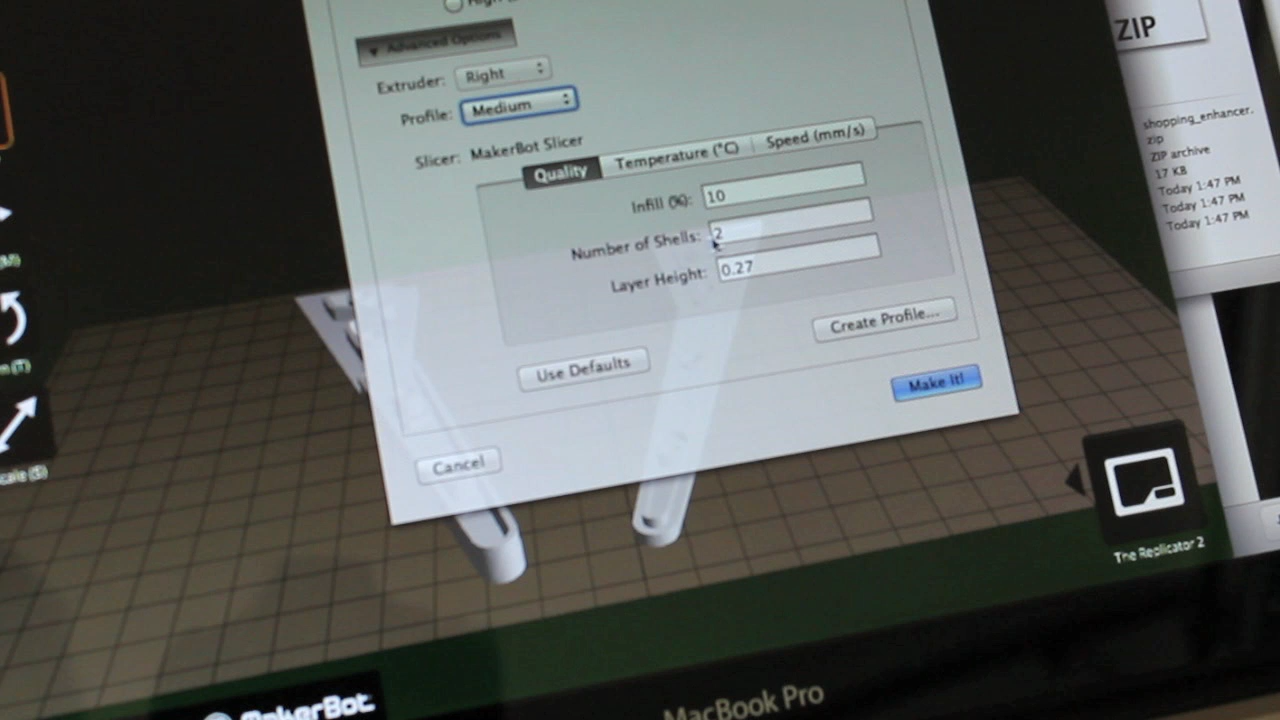 Advanced Options
Extruder: Right
Profile: Medium
Slicer: MakerBot Slicer
Quality Temperature (°C) Speed (mm/s)
Infill (%): 10
Number of Shells: 2
Layer Height: 0.27
Create Profile...
Use Defaults
Make It!
Cancel
ZIP
shopping_enhancer.
zip
ZIP archive
17 KB
Today 1:47 PM
Today 1:47 PM
Today 1:47 PM
The Replicator 2
MakerBot
MacBook Pro